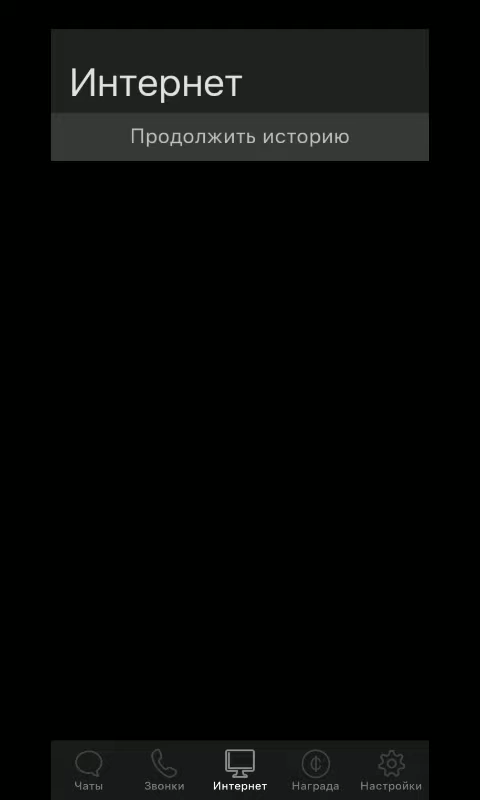 Интернет
Продолжить историю
Чаты
Звонки
Интернет
Награда
Настройки